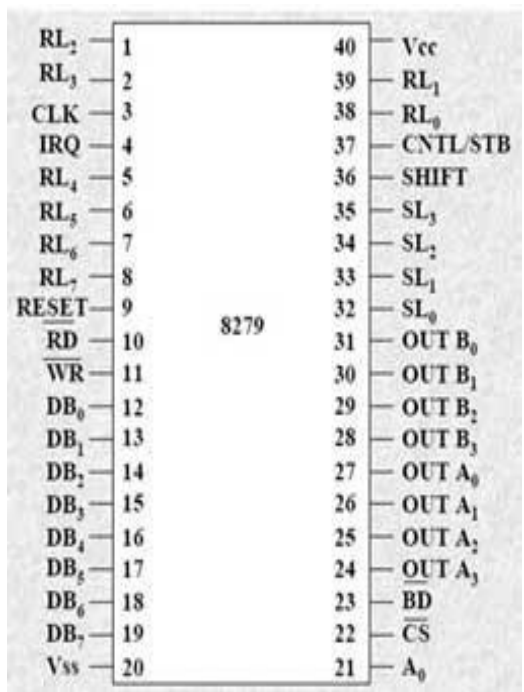 RL₂ 1 40 Vcc
RL₃ 2 39 RL₁
CLK 3 38 RL₀
IRQ 4 37 CNTL/STB
RL₄ 5 36 SHIFT
RL₅ 6 35 SL₃
RL₆ 7 34 SL₂
RL₇ 8 33 SL₁
RESET 9 32 SL₀
8279
R̅D̅ 10 31 OUT B₀
W̅R̅ 11 30 OUT B₁
DB₀ 12 29 OUT B₂
DB₁ 13 28 OUT B₃
DB₂ 14 27 OUT A₀
DB₃ 15 26 OUT A₁
DB₄ 16 25 OUT A₂
DB₅ 17 24 OUT A₃
DB₆ 18 23 B̅D̅
DB₇ 19 22 C̅S̅
Vss 20 21 A₀